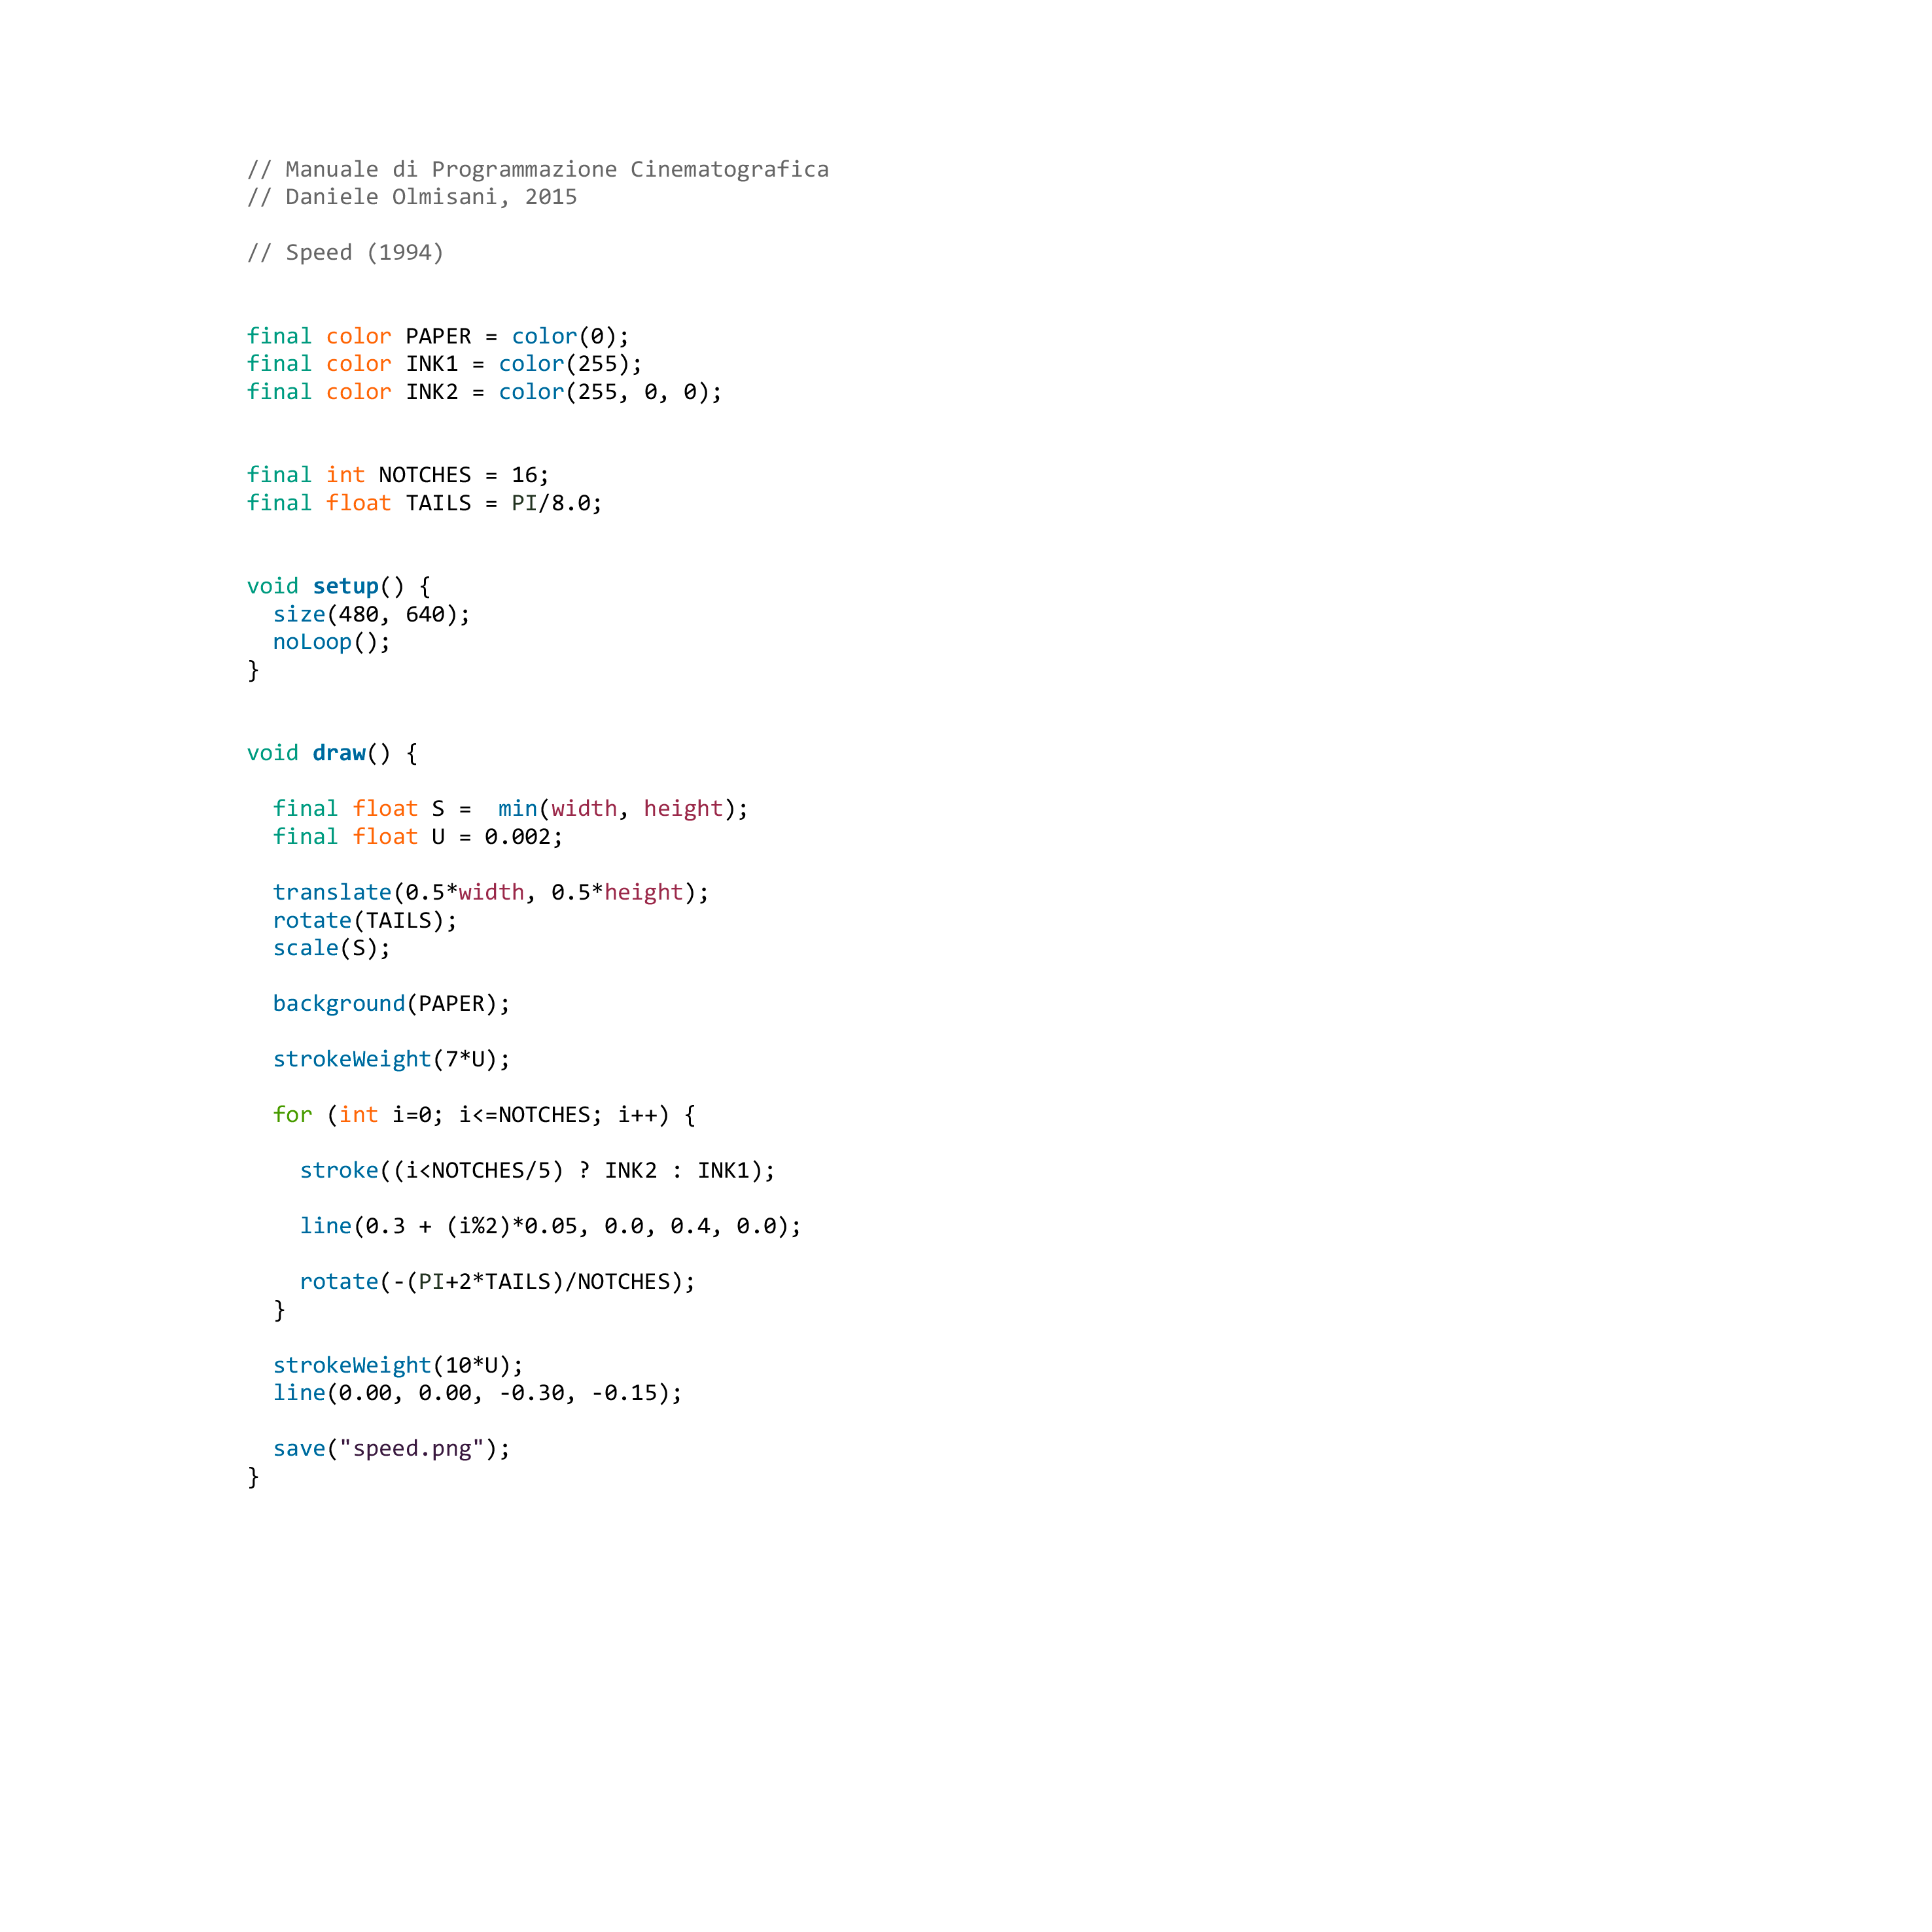 // Manuale di Programmazione Cinematografica
// Daniele Olmisani, 2015
// Speed (1994)
final color PAPER = color(0);
final color INK1 = color(255);
final color INK2 = color(255, 0, 0);
final int NOTCHES = 16;
final float TAILS = PI/8.0;
void setup() {
  size(480, 640);
  noLoop();
}
void draw() {
  final float S =  min(width, height);
  final float U = 0.002;
  translate(0.5*width, 0.5*height);
  rotate(TAILS);
  scale(S);
  background(PAPER);
  strokeWeight(7*U);
  for (int i=0; i<=NOTCHES; i++) {
    stroke((i<NOTCHES/5) ? INK2 : INK1);
    line(0.3 + (i%2)*0.05, 0.0, 0.4, 0.0);
    rotate(-(PI+2*TAILS)/NOTCHES);
  }
  strokeWeight(10*U);
  line(0.00, 0.00, -0.30, -0.15);
  save("speed.png");
}